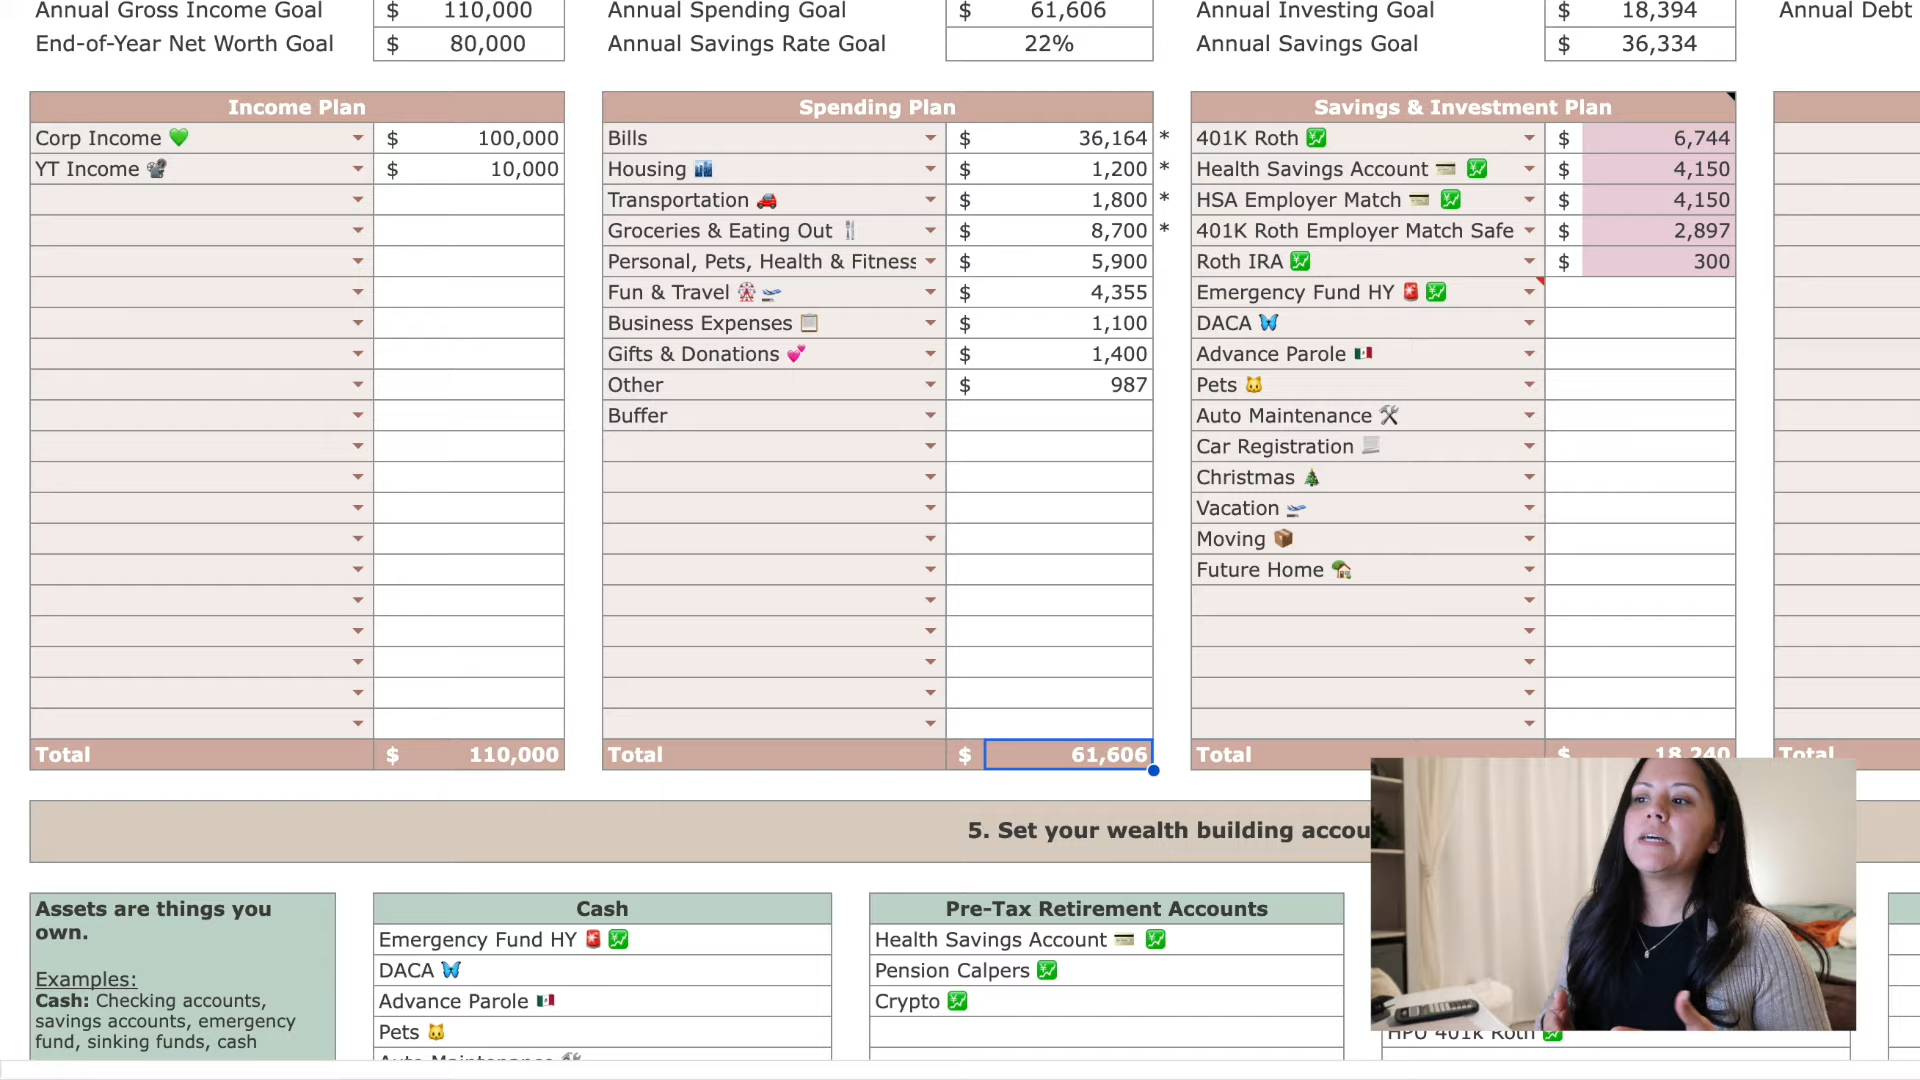 Annual Gross Income Goal $ 110,000
Annual Spending Goal $ 61,606
Annual Investing Goal $ 18,394
Annual Debt
End-of-Year Net Worth Goal $ 80,000
Annual Savings Rate Goal 22%
Annual Savings Goal $ 36,334
Income Plan
Corp Income 💚 $ 100,000
YT Income 📽️ $ 10,000
Total $ 110,000
Spending Plan
Bills $ 36,164 *
Housing 🏙️ $ 1,200 *
Transportation 🚗 $ 1,800 *
Groceries & Eating Out 🍴 $ 8,700 *
Personal, Pets, Health & Fitness $ 5,900
Fun & Travel 🎡 🛫 $ 4,355
Business Expenses 📋 $ 1,100
Gifts & Donations 💕 $ 1,400
Other $ 987
Buffer
Total $ 61,606
Savings & Investment Plan
401K Roth 💹 $ 6,744
Health Savings Account 💳 💹 $ 4,150
HSA Employer Match 💳 💹 $ 4,150
401K Roth Employer Match Safe $ 2,897
Roth IRA 💹 $ 300
Emergency Fund HY 🚨 💹
DACA 🦋
Advance Parole 🇲🇽
Pets 🐱
Auto Maintenance 🛠️
Car Registration 🧾
Christmas 🎄
Vacation 🛫
Moving 📦
Future Home 🏡
Total $ 18,240
Total
5. Set your wealth building accou
Assets are things you
own.
Examples:
Cash: Checking accounts,
savings accounts, emergency
fund, sinking funds, cash
Cash
Emergency Fund HY 🚨 💹
DACA 🦋
Advance Parole 🇲🇽
Pets 🐱
Auto Maintenance 🛠️
Pre-Tax Retirement Accounts
Health Savings Account 💳 💹
Pension Calpers 💹
Crypto 💹
HPU 401k Roth 💹